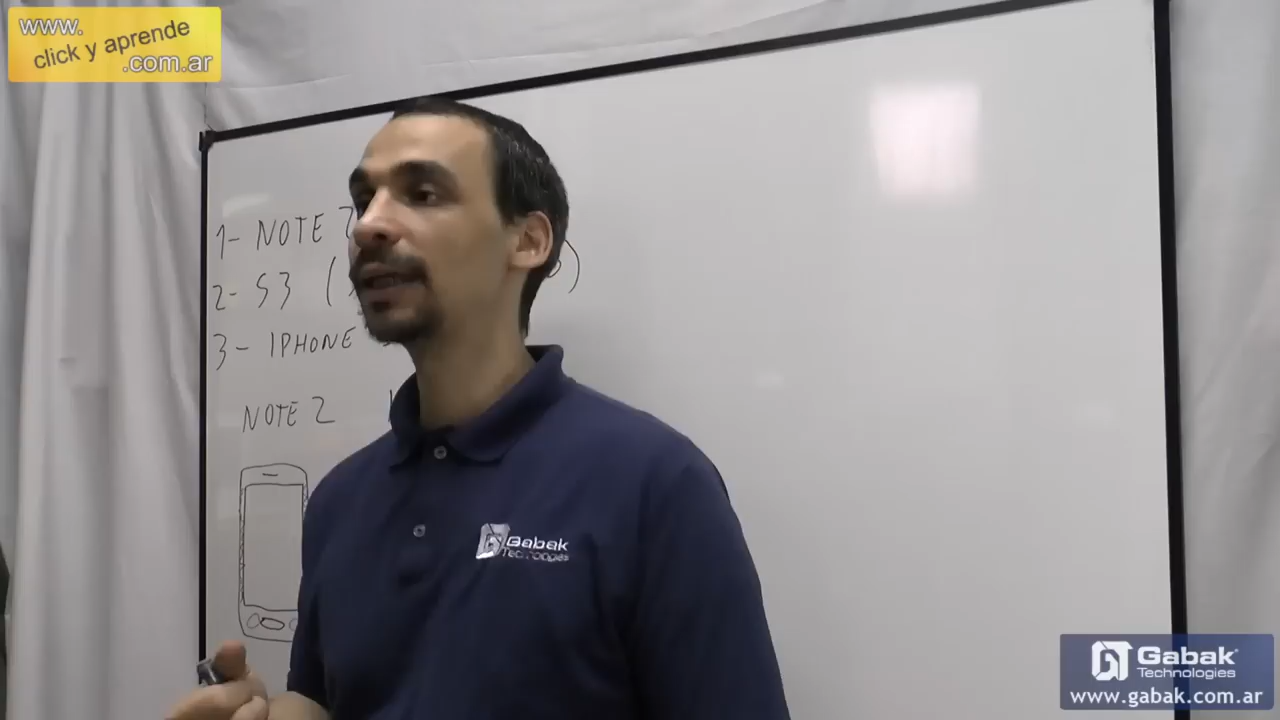 www.
click y aprende
.com.ar
1- NOTE 2
2- S3 (
)
3- IPHONE
NOTE 2
Gabak
Technologies
Gabak
Technologies
www.gabak.com.ar